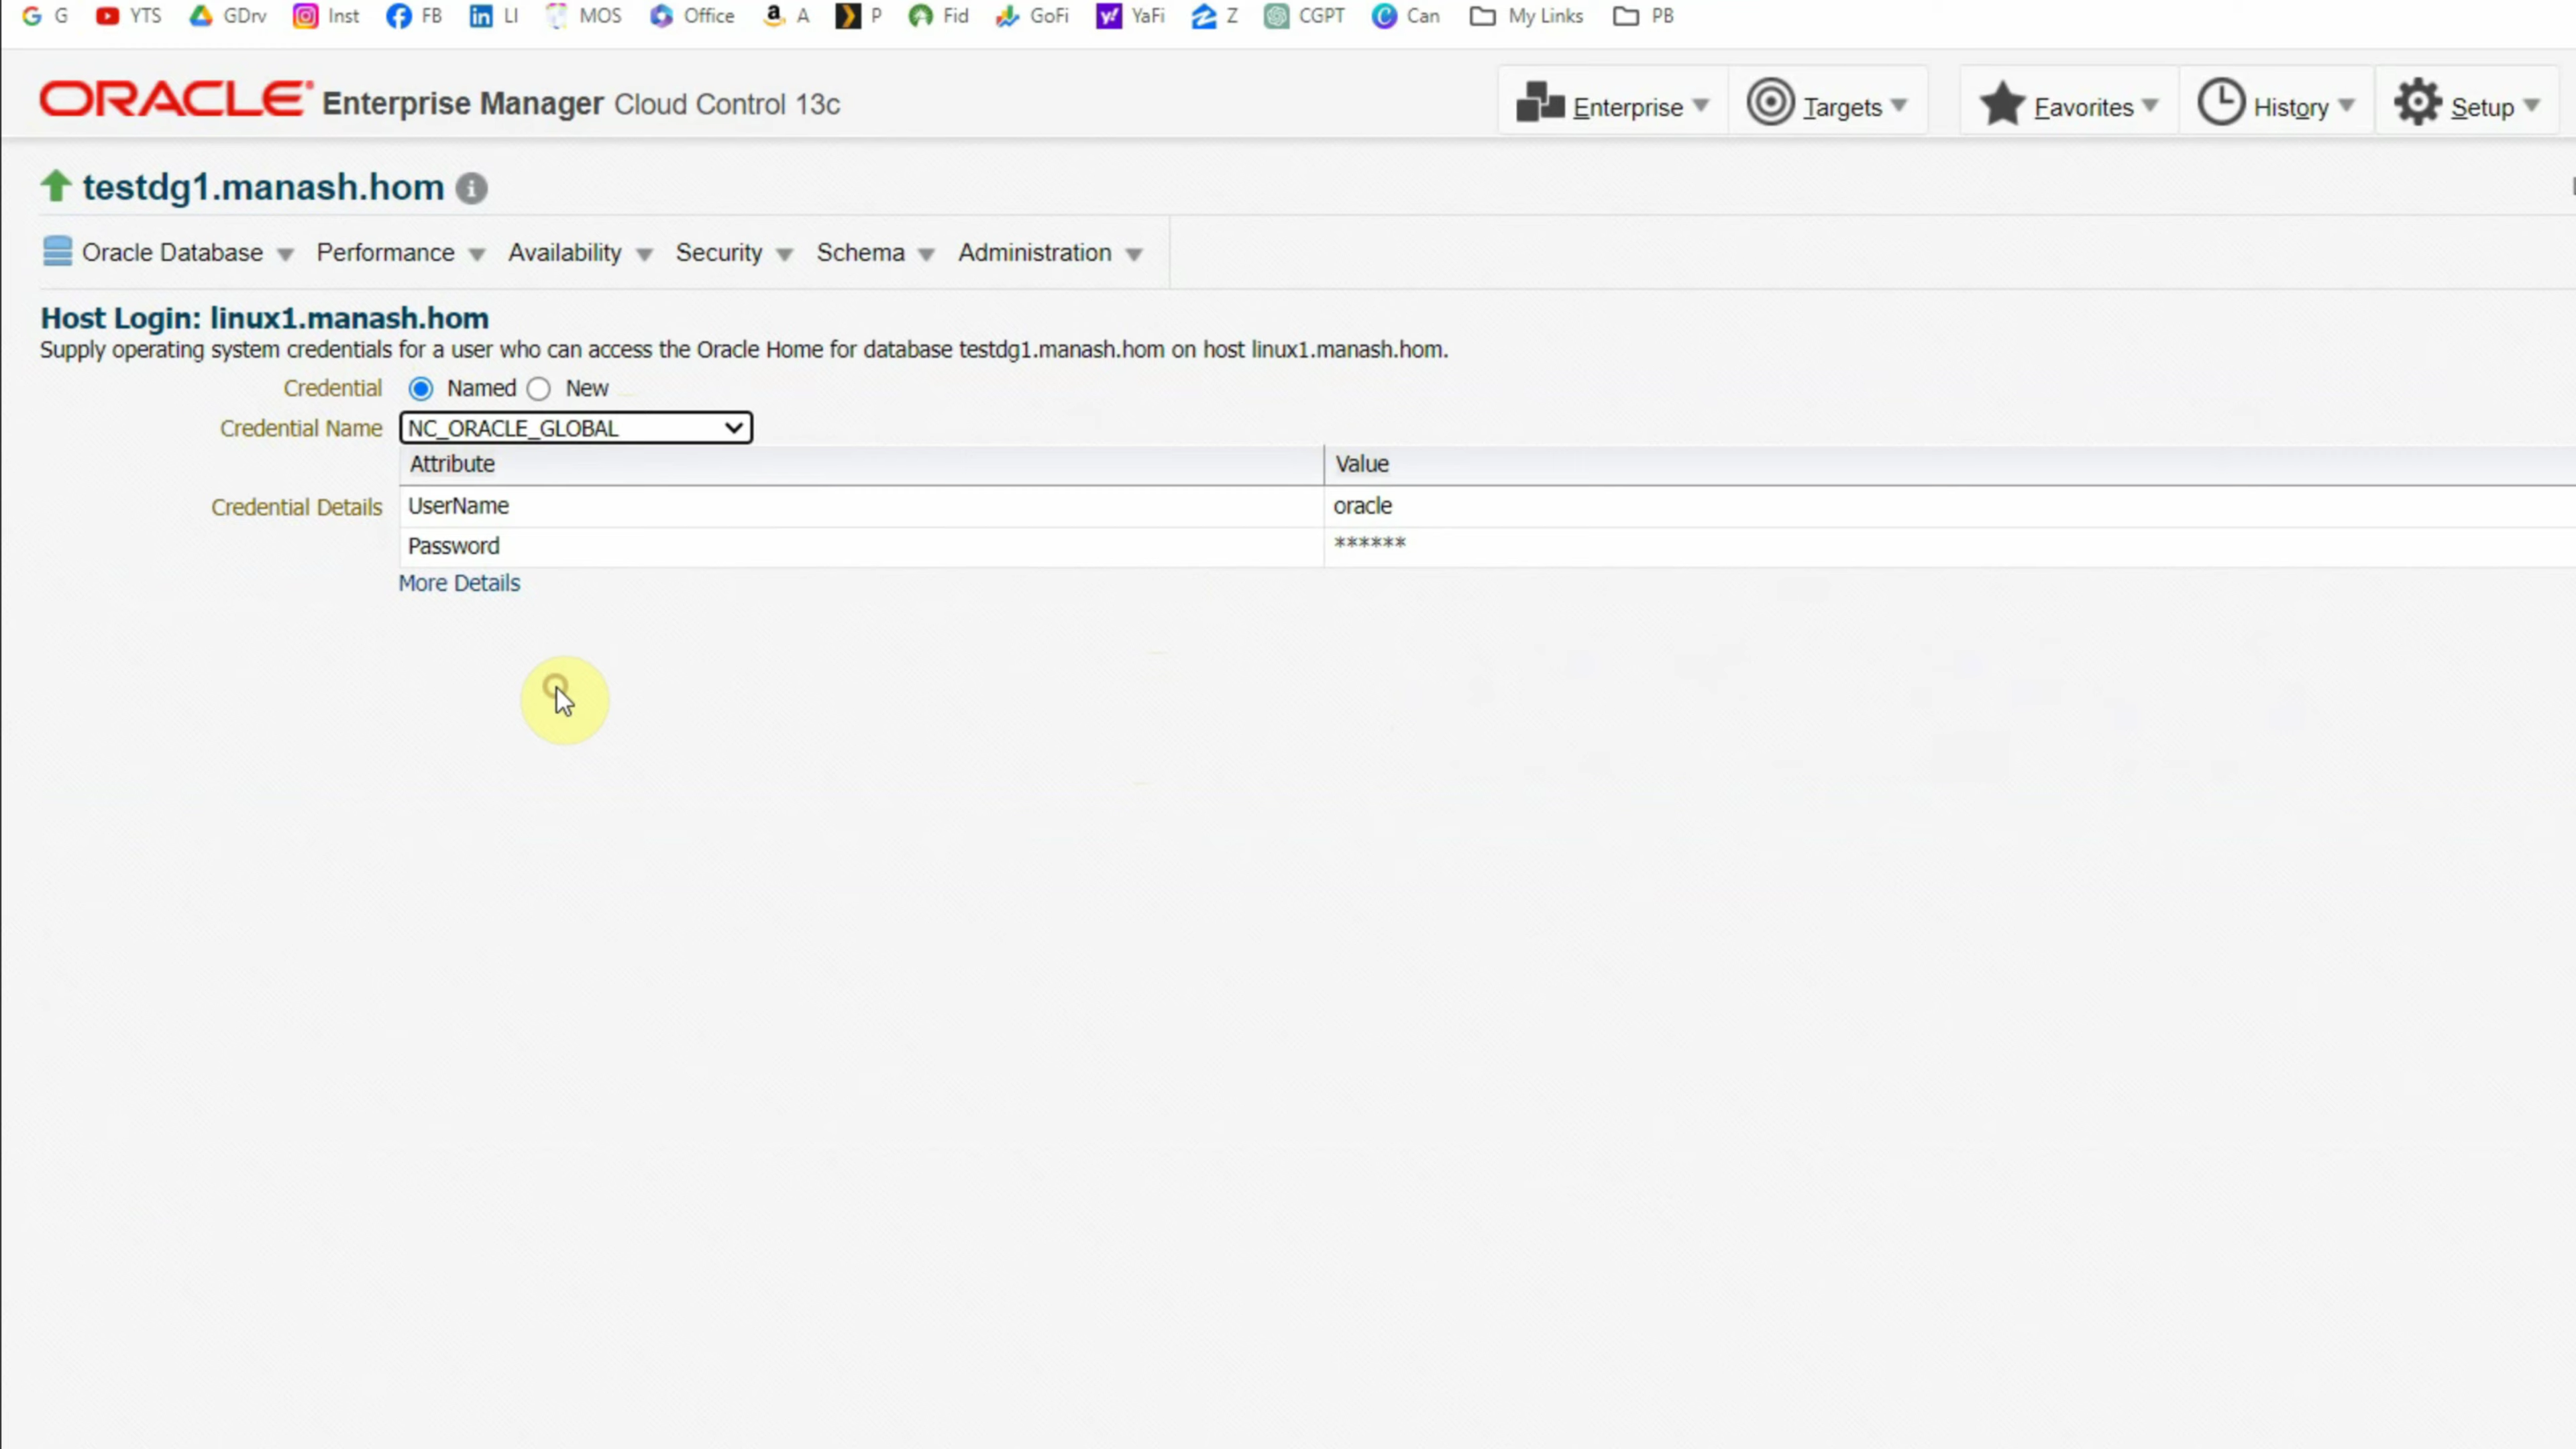 G YTS GDrv Inst FB LI MOS Office A P Fid GoFi YaFi Z CGPT Can My Links PB
ORACLE Enterprise Manager Cloud Control 13c Enterprise Targets Favorites History Setup
testdg1.manash.hom
Oracle Database Performance Availability Security Schema Administration
Host Login: linux1.manash.hom
Supply operating system credentials for a user who can access the Oracle Home for database testdg1.manash.hom on host linux1.manash.hom.
Credential Named New
Credential Name NC_ORACLE_GLOBAL
Attribute Value
Credential Details UserName oracle
Password ******
More Details